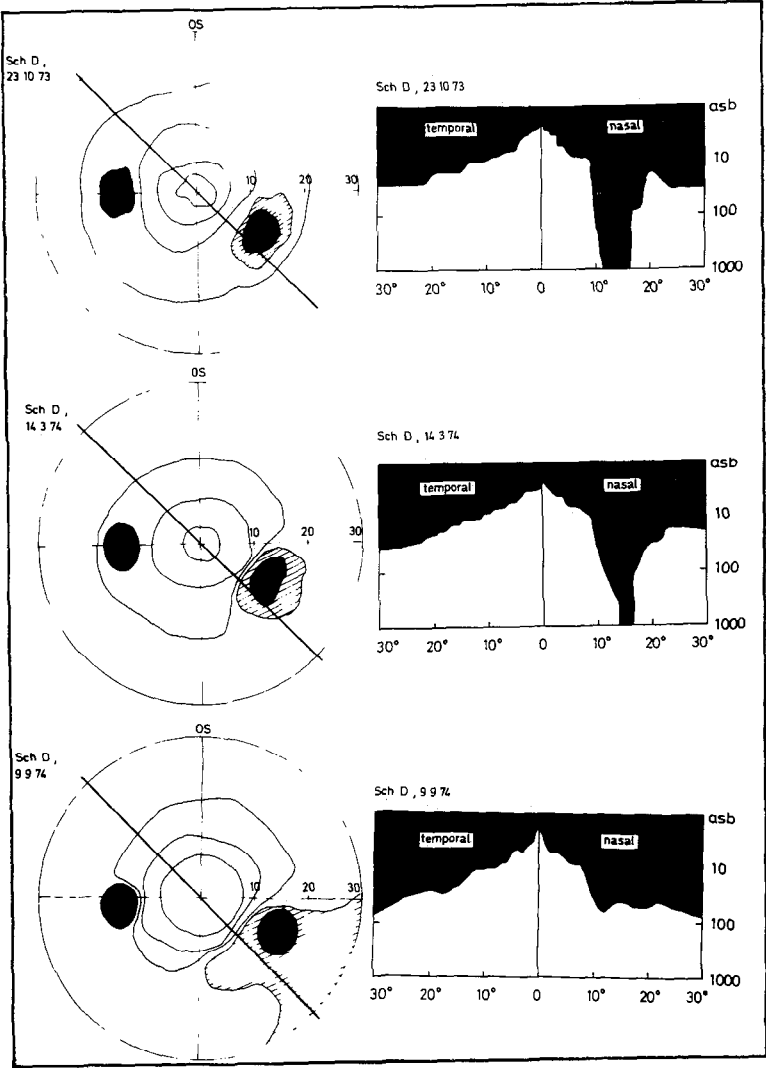 OS
Sch D,
23 10 73
10 20 30
Sch D, 23 10 73
asb
temporal nasal
10
100
1000
30° 20° 10° 0 10° 20° 30°
OS
Sch D,
14 3 74
10 20 30
Sch D, 14 3 74
asb
temporal nasal
10
100
1000
30° 20° 10° 0 10° 20° 30°
OS
Sch D,
9 9 74
10 20 30
Sch D, 9 9 74
asb
temporal nasal
10
100
1000
30° 20° 10° 0 10° 20° 30°